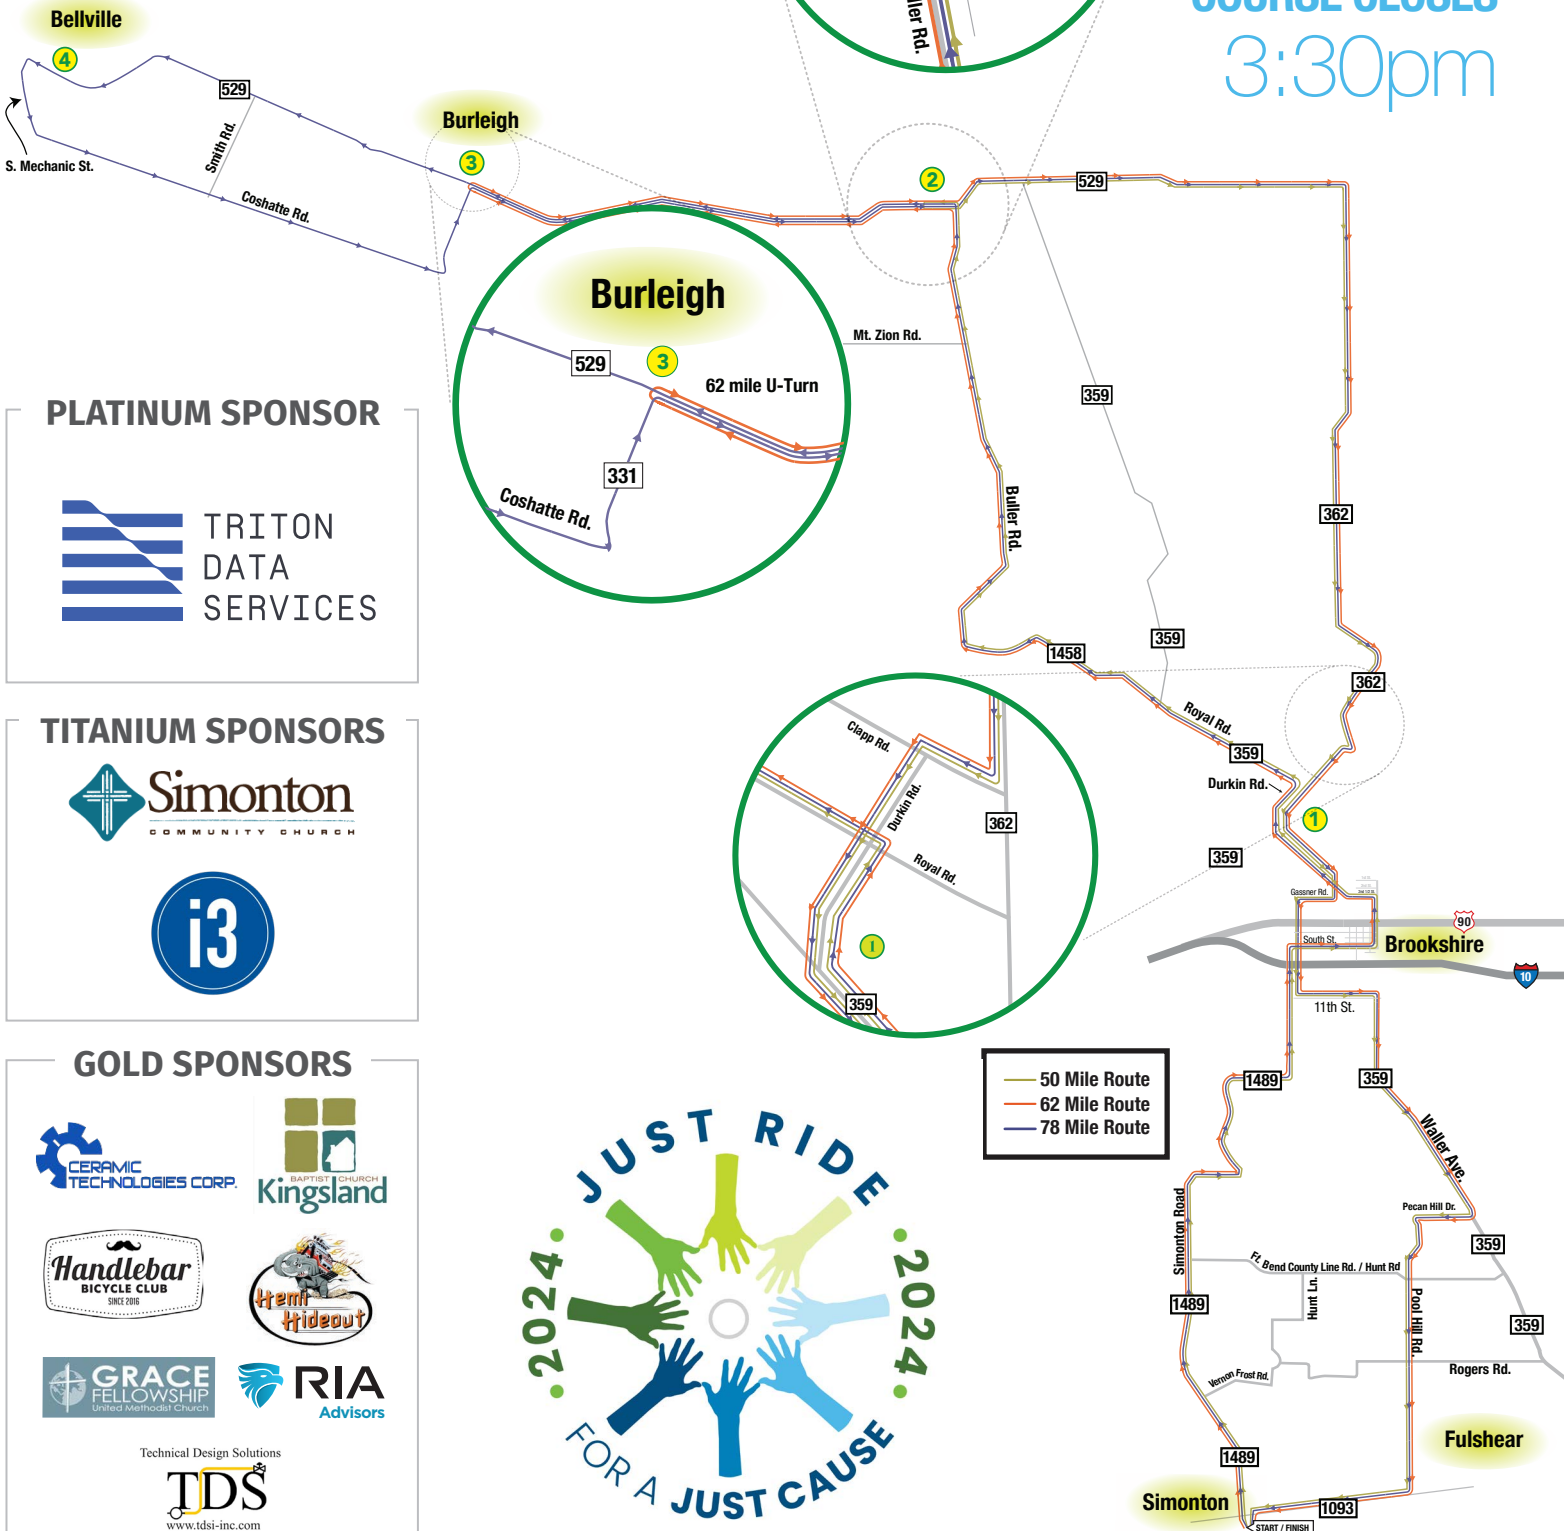 COURSE CLOSES
3:30pm
Bellville
4
529
Smith Rd.
S. Mechanic St.
Coshatte Rd.
Burleigh
3
ller Rd.
2
529
Burleigh
529
3
62 mile U-Turn
331
Coshatte Rd.
Mt. Zion Rd.
359
362
Buller Rd.
1458
359
362
Royal Rd.
359
Durkin Rd.
1
359
Clapp Rd.
Durkin Rd.
362
Royal Rd.
1
359
Gassner Rd.
90
South St.
Brookshire
10
11th St.
1489
359
Waller Ave.
50 Mile Route
62 Mile Route
78 Mile Route
Simonton Road
Pecan Hill Dr.
359
Ft. Bend County Line Rd. / Hunt Rd
Hunt Ln.
1489
Pool Hill Rd.
359
Rogers Rd.
Vernon Frost Rd.
Fulshear
1489
Simonton
1093
START / FINISH
PLATINUM SPONSOR
TRITON
DATA
SERVICES
TITANIUM SPONSORS
Simonton
COMMUNITY CHURCH
i3
GOLD SPONSORS
CERAMIC
TECHNOLOGIES CORP.
BAPTIST CHURCH
Kingsland
Handlebar
BICYCLE CLUB
SINCE 2016
Hemi
Hideout
GRACE
FELLOWSHIP
United Methodist Church
RIA
Advisors
Technical Design Solutions
TDS
www.tdsi-inc.com
JUST RIDE
2024
2024
FOR A JUST CAUSE